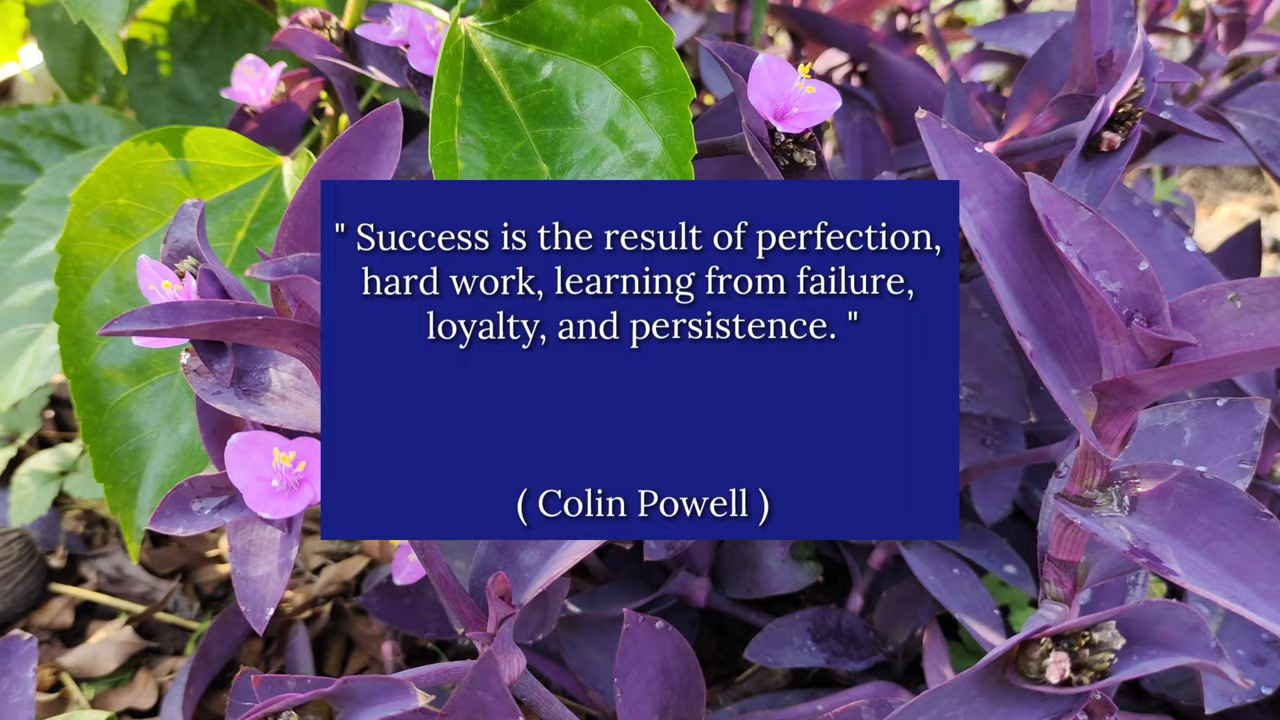 " Success is the result of perfection,
hard work, learning from failure,
loyalty, and persistence. "
( Colin Powell )